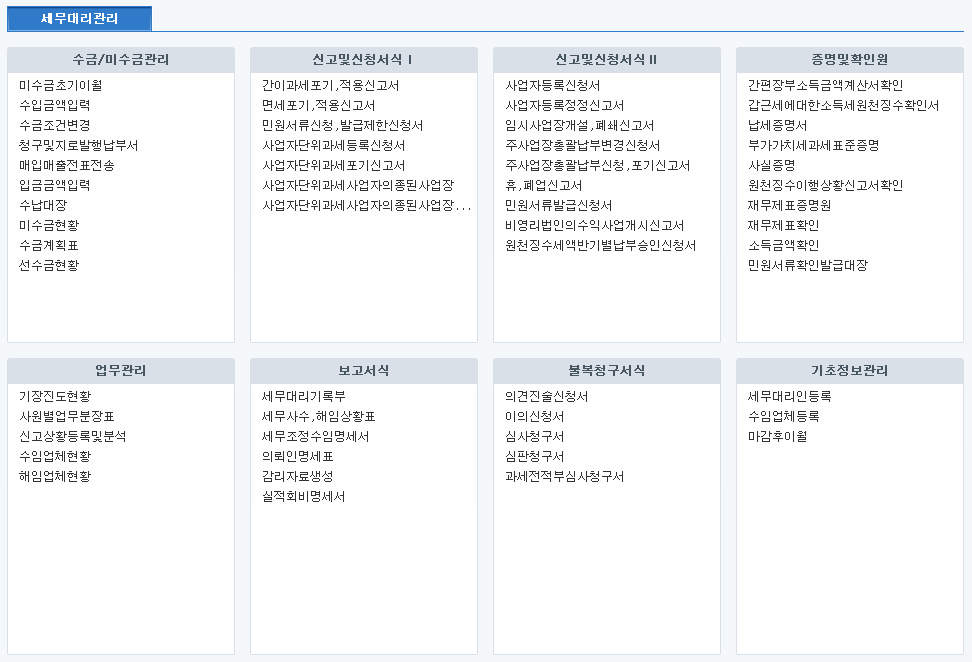 세무대리관리
수금/미수금관리
미수금초기이월
수입금액입력
수금조건변경
청구및지로발행납부서
매입매출전표전송
입금금액입력
수납대장
미수금현황
수금계획표
선수금현황
신고및신청서식 I
간이과세포기,적용신고서
면세포기,적용신고서
민원서류신청,발급제한신청서
사업자단위과세등록신청서
사업자단위과세포기신고서
사업자단위과세사업자의종된사업장
사업자단위과세사업자의종된사업장...
신고및신청서식 II
사업자등록신청서
사업자등록정정신고서
임시사업장개설,폐쇄신고서
주사업장총괄납부변경신청서
주사업장총괄납부신청,포기신고서
휴,폐업신고서
민원서류발급신청서
비영리법인의수익사업개시신고서
원천징수세액반기별납부승인신청서
증명및확인원
간편장부소득금액계산서확인
갑근세에대한소득세원천징수확인서
납세증명서
부가가치세과세표준증명
사실증명
원천징수이행상황신고서확인
재무제표증명원
재무제표확인
소득금액확인
민원서류확인발급대장
업무관리
기장진도현황
사원별업무분장표
신고상황등록및분석
수임업체현황
해임업체현황
보고서식
세무대리기록부
세무사수,해임상황표
세무조정수임명세서
의뢰인명세표
감리자료생성
실적회비명세서
불복청구서식
의견진술신청서
이의신청서
심사청구서
심판청구서
과세전적부심사청구서
기초정보관리
세무대리인등록
수임업체등록
마감후이월